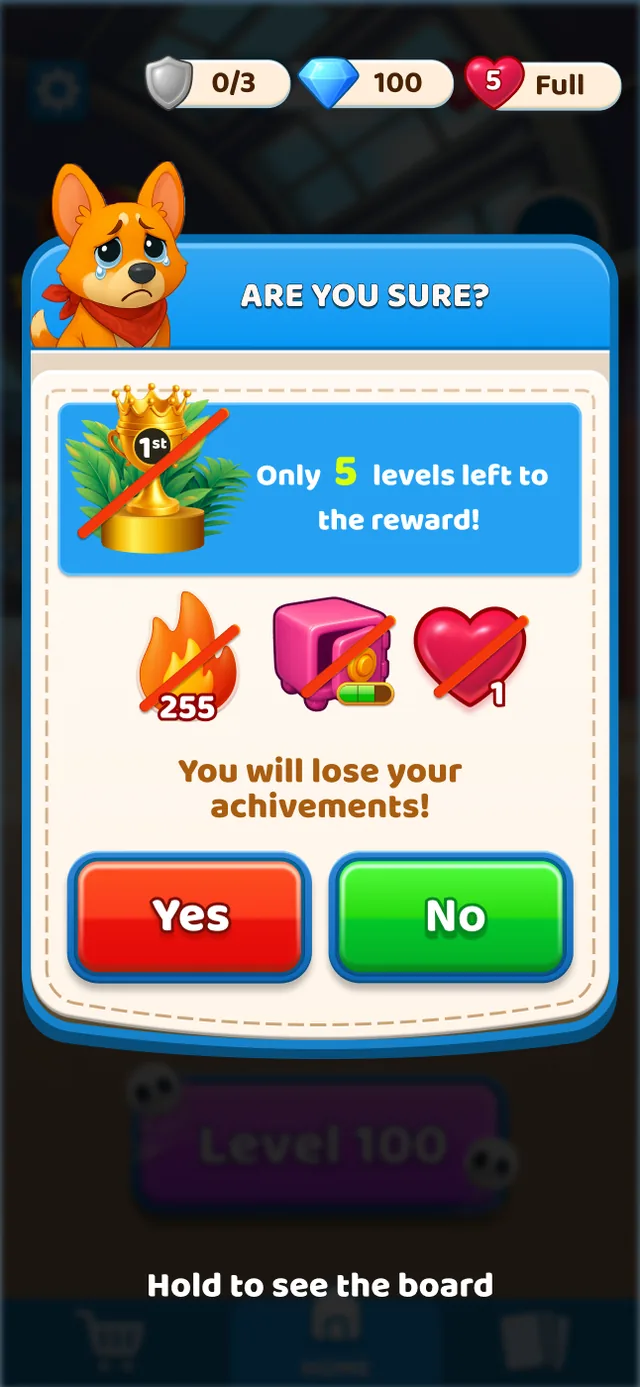 0/3
100
5
Full
ARE YOU SURE?
1st
Only 5 levels left to
the reward!
255
1
You will lose your
achivements!
Yes
No
Level 100
Hold to see the board
HOME